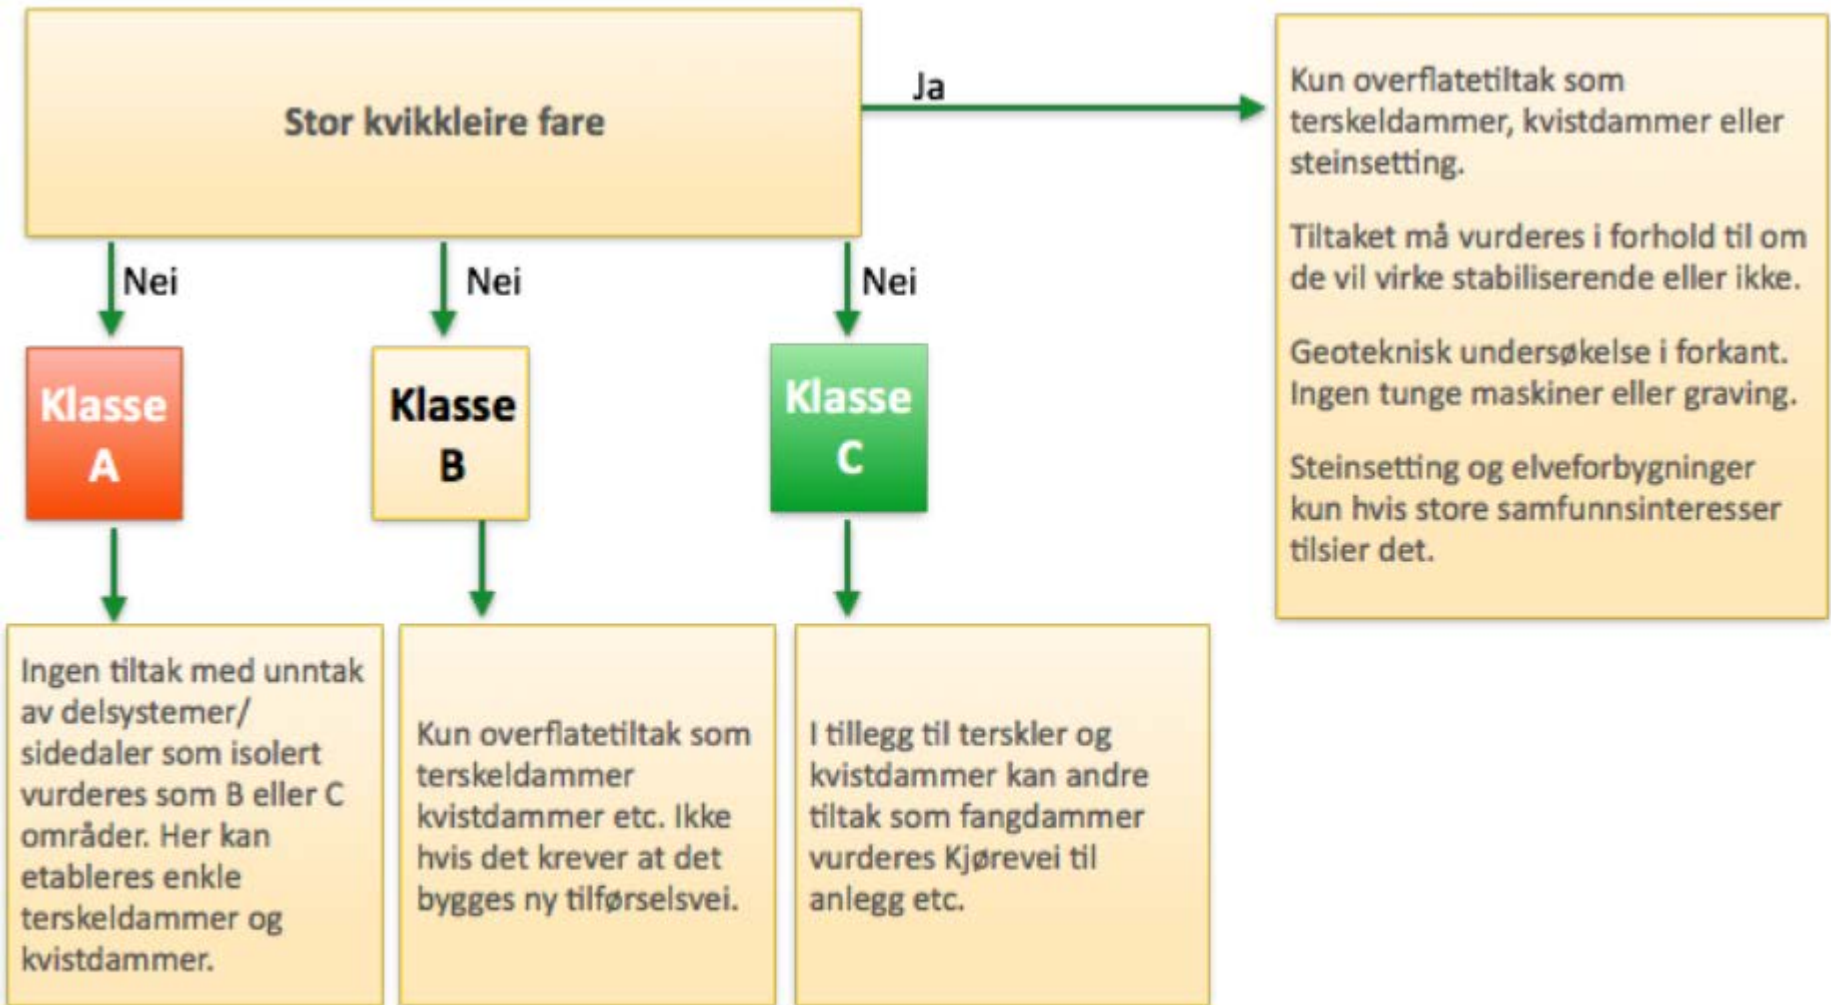 Stor kvikkleire fare
Ja
Kun overflatetiltak som
terskeldammer, kvistdammer eller
steinsetting.
Tiltaket må vurderes i forhold til om
de vil virke stabiliserende eller ikke.
Geoteknisk undersøkelse i forkant.
Ingen tunge maskiner eller graving.
Steinsetting og elveforbygninger
kun hvis store samfunnsinteresser
tilsier det.
Nei
Nei
Nei
Klasse
A
Klasse
B
Klasse
C
Ingen tiltak med unntak
av delsystemer/
sidedaler som isolert
vurderes som B eller C
områder. Her kan
etableres enkle
terskeldammer og
kvistdammer.
Kun overflatetiltak som
terskeldammer
kvistdammer etc. Ikke
hvis det krever at det
bygges ny tilførselsvei.
I tillegg til terskler og
kvistdammer kan andre
tiltak som fangdammer
vurderes Kjørevei til
anlegg etc.